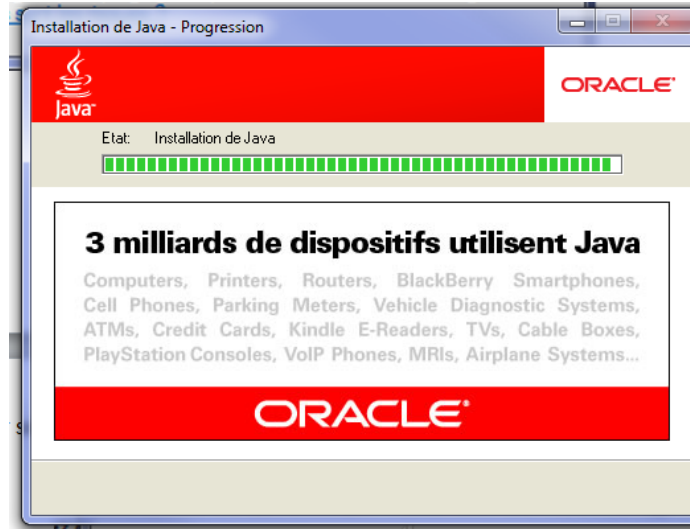 Installation de Java - Progression
Java
ORACLE
Etat: Installation de Java
3 milliards de dispositifs utilisent Java
Computers, Printers, Routers, BlackBerry Smartphones,
Cell Phones, Parking Meters, Vehicle Diagnostic Systems,
ATMs, Credit Cards, Kindle E-Readers, TVs, Cable Boxes,
PlayStation Consoles, VoIP Phones, MRIs, Airplane Systems...
ORACLE